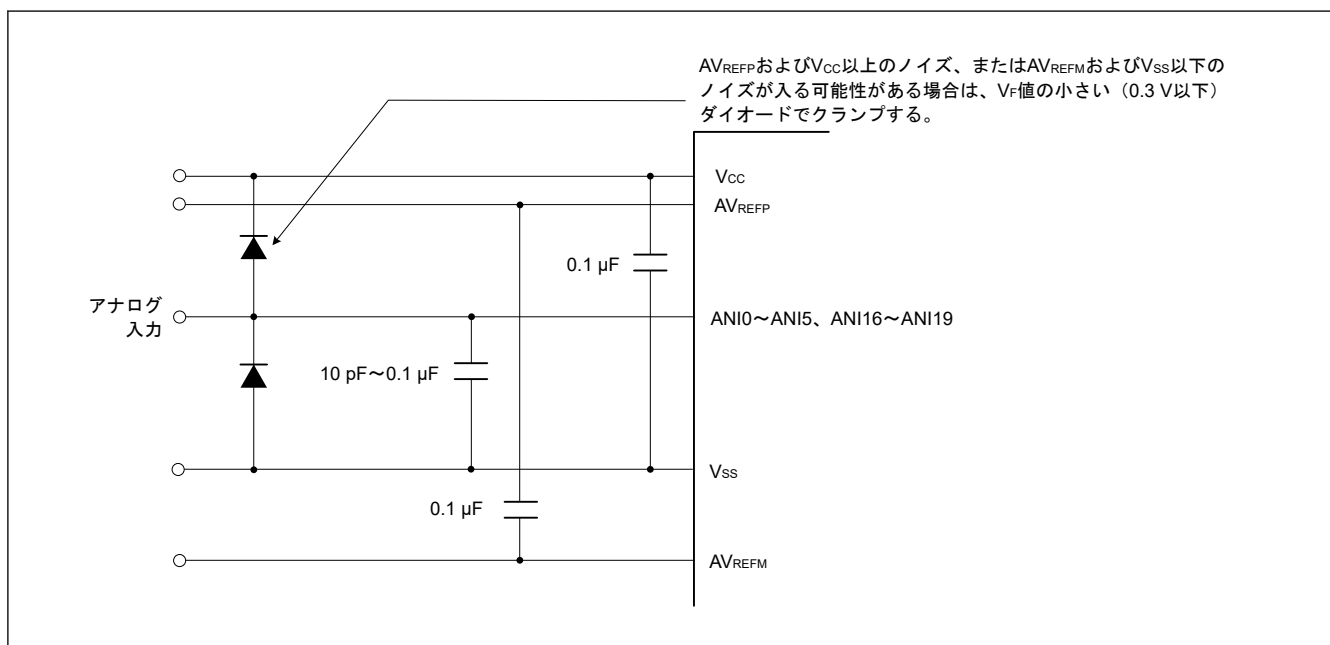 AVREFPおよびVCC以上のノイズ、またはAVREFMおよびVSS以下の
ノイズが入る可能性がある場合は、VF値の小さい（0.3 V以下）
ダイオードでクランプする。
VCC
AVREFP
0.1 µF
アナログ
入力
ANI0～ANI5、ANI16～ANI19
10 pF～0.1 µF
VSS
0.1 µF
AVREFM